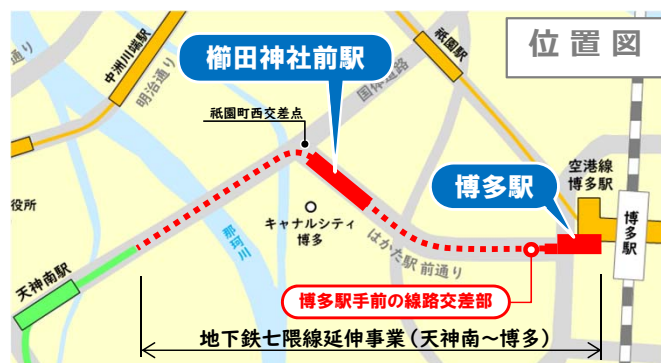 位置図
中洲川端駅
明治通り
櫛田神社前駅
国体道路
祇園駅
祇園町西交差点
博多駅
空港線
博多駅
博多駅
役所
那珂川
キャナルシティ
博多
はかた駅前通り
天神南駅
博多駅手前の線路交差部
地下鉄七隈線延伸事業(天神南～博多)